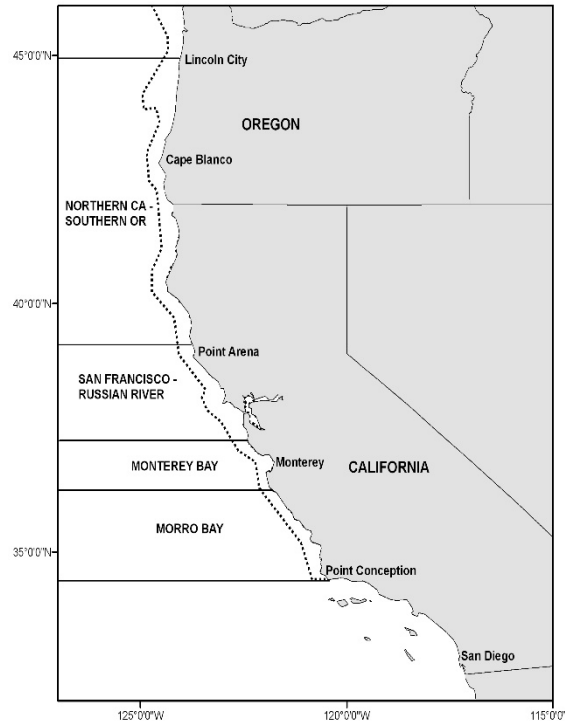 45°0'0"N
Lincoln City
OREGON
Cape Blanco
NORTHERN CA -
SOUTHERN OR
40°0'0"N
Point Arena
SAN FRANCISCO -
RUSSIAN RIVER
MONTEREY BAY
Monterey
CALIFORNIA
MORRO BAY
35°0'0"N
Point Conception
San Diego
125°0'0"W
120°0'0"W
115°0'0"W